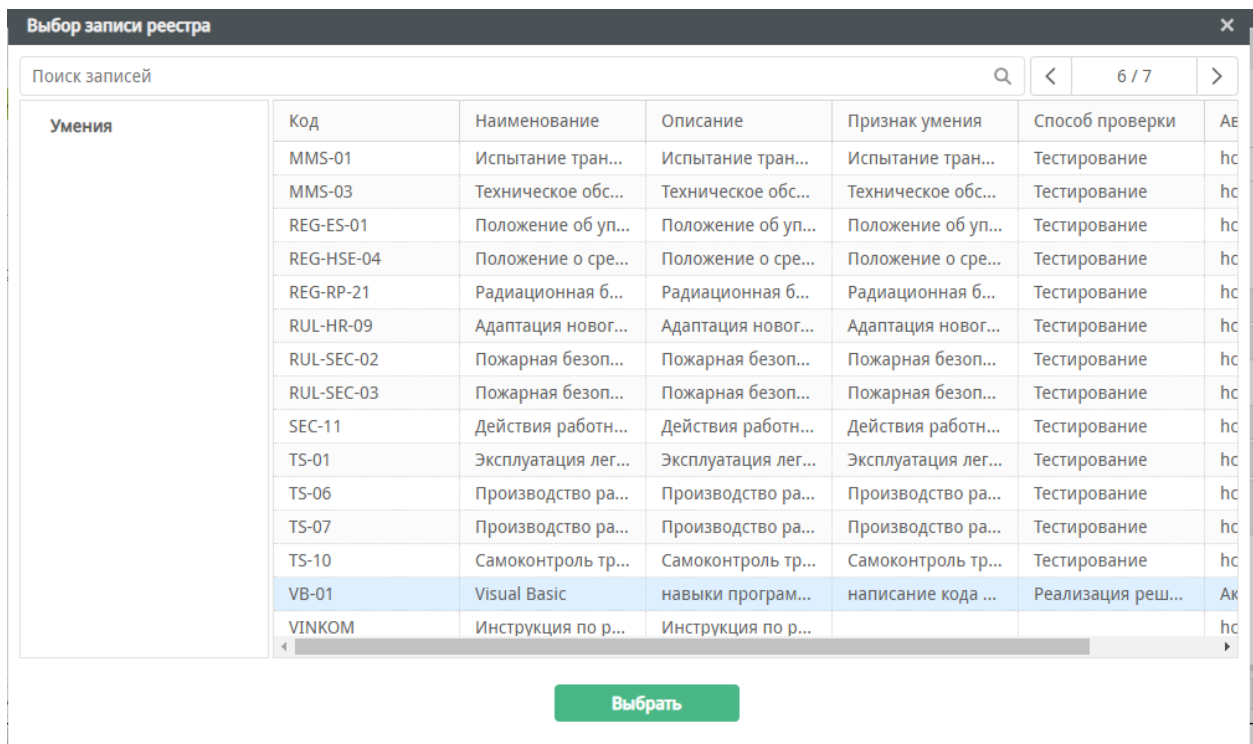 Выбор записи реестра ×
Поиск записей 6 / 7
Умения
Код Наименование Описание Признак умения Способ проверки Ав
MMS-01 Испытание тран... Испытание тран... Испытание тран... Тестирование
MMS-03 Техническое обс... Техническое обс... Техническое обс... Тестирование
REG-ES-01 Положение об уп... Положение об уп... Положение об уп... Тестирование
REG-HSE-04 Положение о сре... Положение о сре... Положение о сре... Тестирование
REG-RP-21 Радиационная б... Радиационная б... Радиационная б... Тестирование
RUL-HR-09 Адаптация новог... Адаптация новог... Адаптация новог... Тестирование
RUL-SEC-02 Пожарная безоп... Пожарная безоп... Пожарная безоп... Тестирование
RUL-SEC-03 Пожарная безоп... Пожарная безоп... Пожарная безоп... Тестирование
SEC-11 Действия работн... Действия работн... Действия работн... Тестирование
TS-01 Эксплуатация лег... Эксплуатация лег... Эксплуатация лег... Тестирование
TS-06 Производство ра... Производство ра... Производство ра... Тестирование
TS-07 Производство ра... Производство ра... Производство ра... Тестирование
TS-10 Самоконтроль тр... Самоконтроль тр... Самоконтроль тр... Тестирование
VB-01 Visual Basic навыки програм... написание кода ... Реализация реш... Ак
VINKOM Инструкция по р... Инструкция по р...
Выбрать